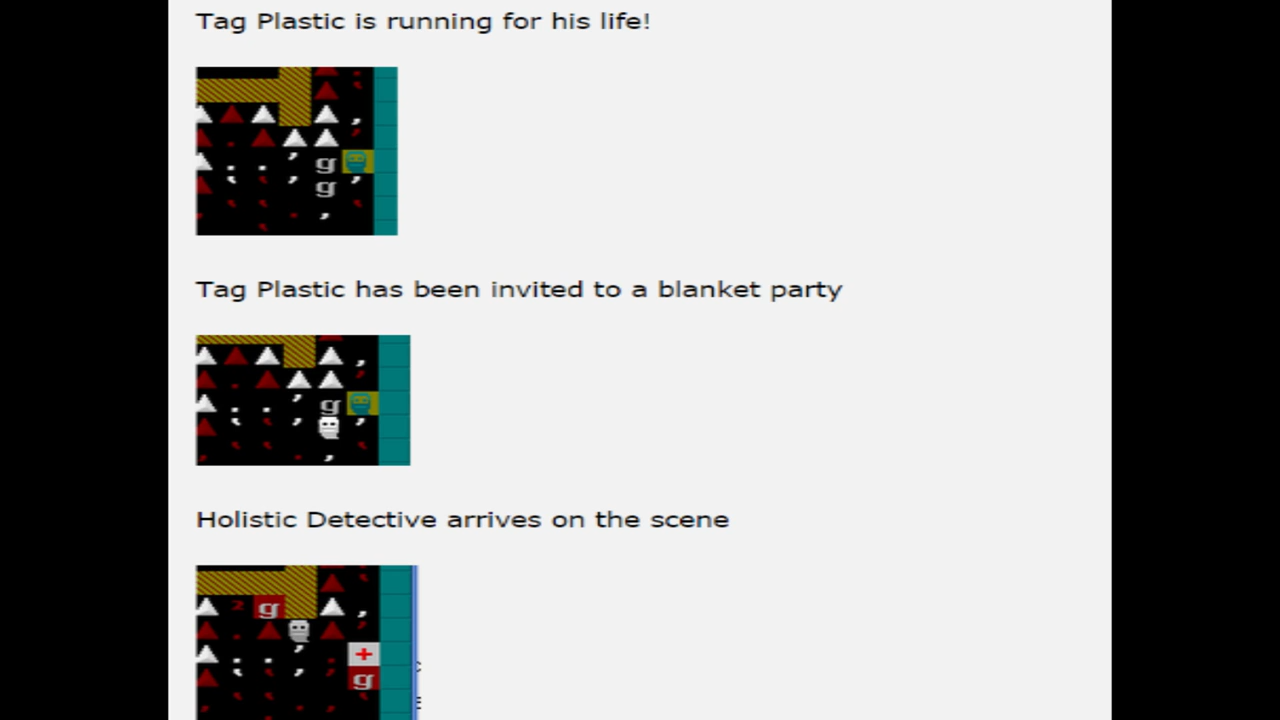 Tag Plastic is running for his life!
g
g
Tag Plastic has been invited to a blanket party
g
Holistic Detective arrives on the scene
g
g